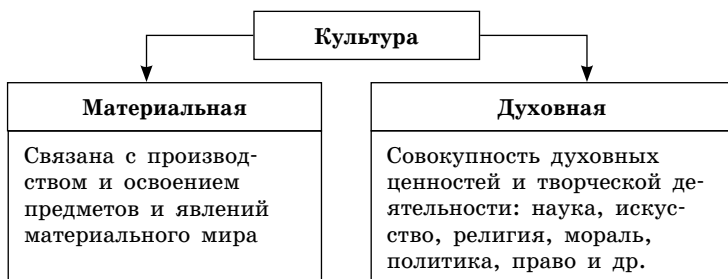 Культура
Материальная
Связана с производ-
ством и освоением
предметов и явлений
материального мира
Духовная
Совокупность духовных
ценностей и творческой де-
ятельности: наука, искус-
ство, религия, мораль,
политика, право и др.